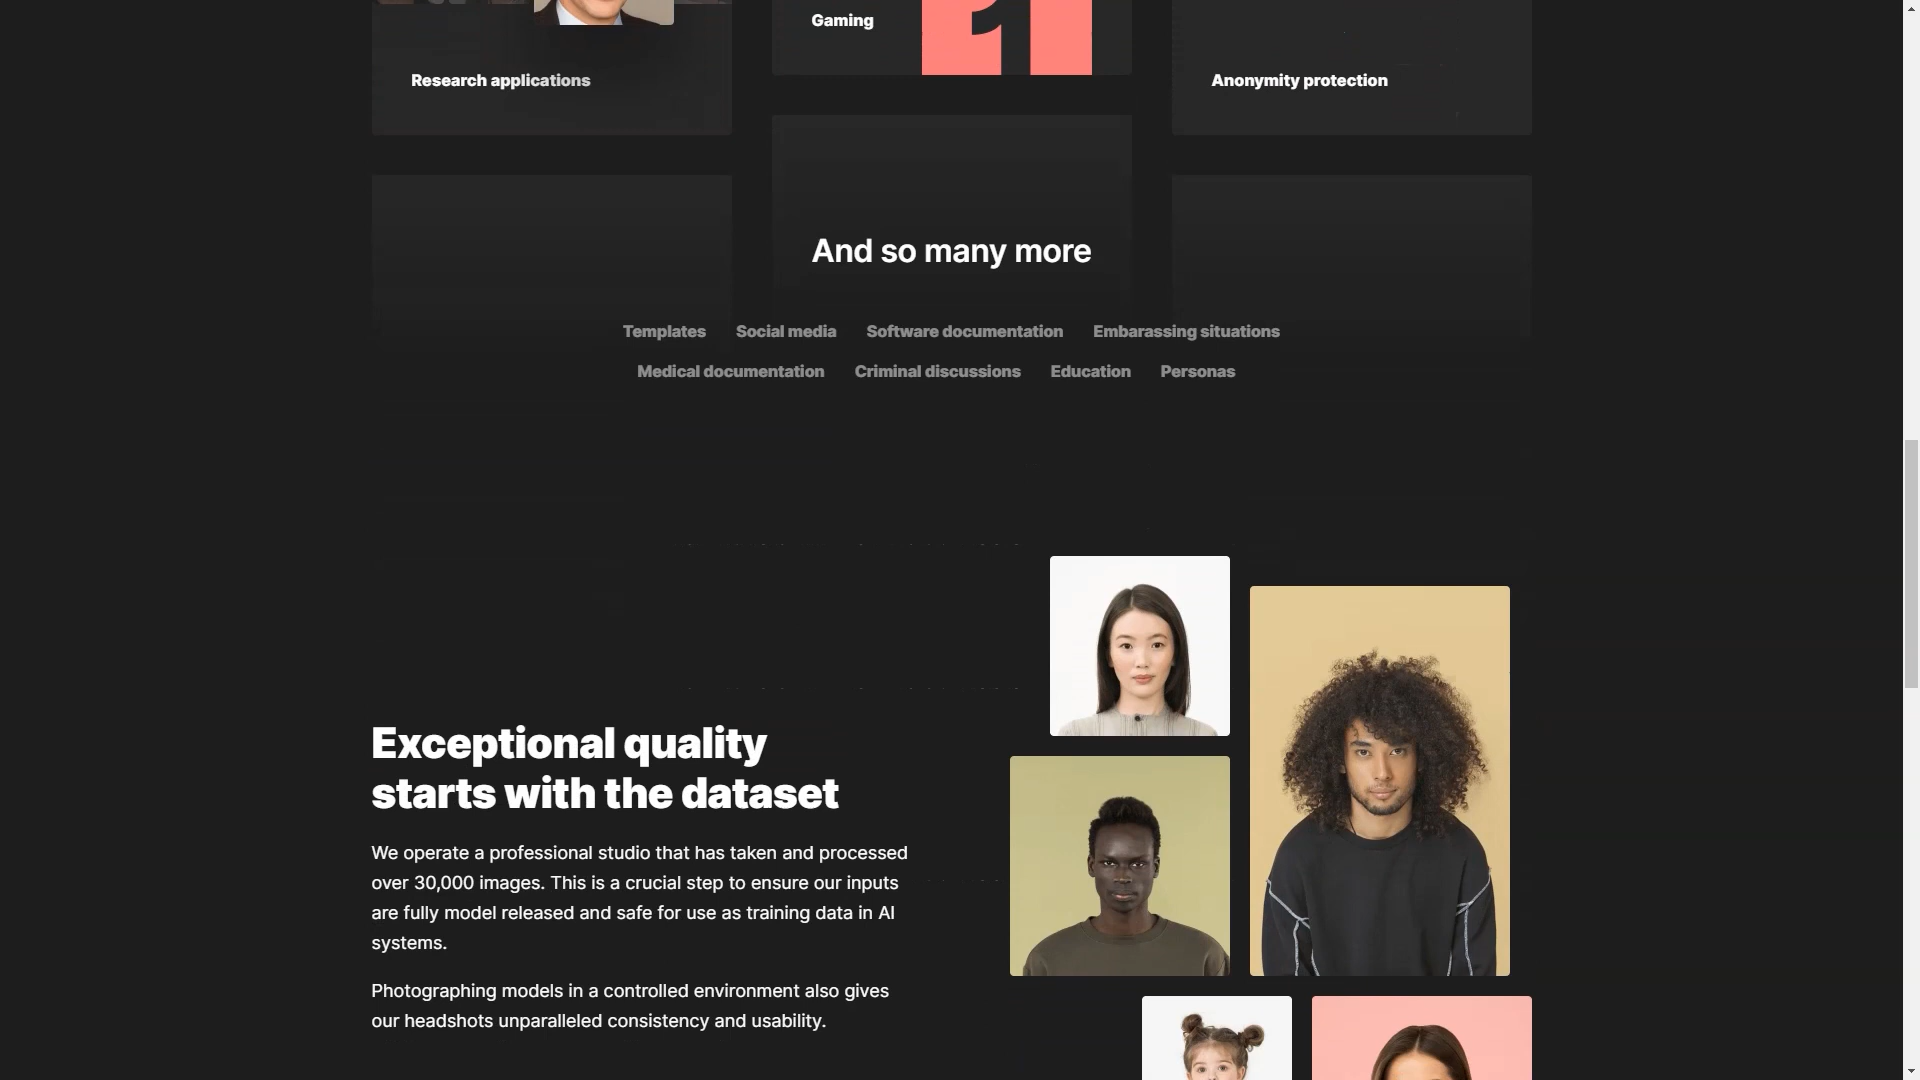 Gaming
1
Research applications
Anonymity protection
And so many more
Templates Social media Software documentation Embarassing situations
Medical documentation Criminal discussions Education Personas
Exceptional quality
starts with the dataset
We operate a professional studio that has taken and processed
over 30,000 images. This is a crucial step to ensure our inputs
are fully model released and safe for use as training data in AI
systems.
Photographing models in a controlled environment also gives
our headshots unparalleled consistency and usability.